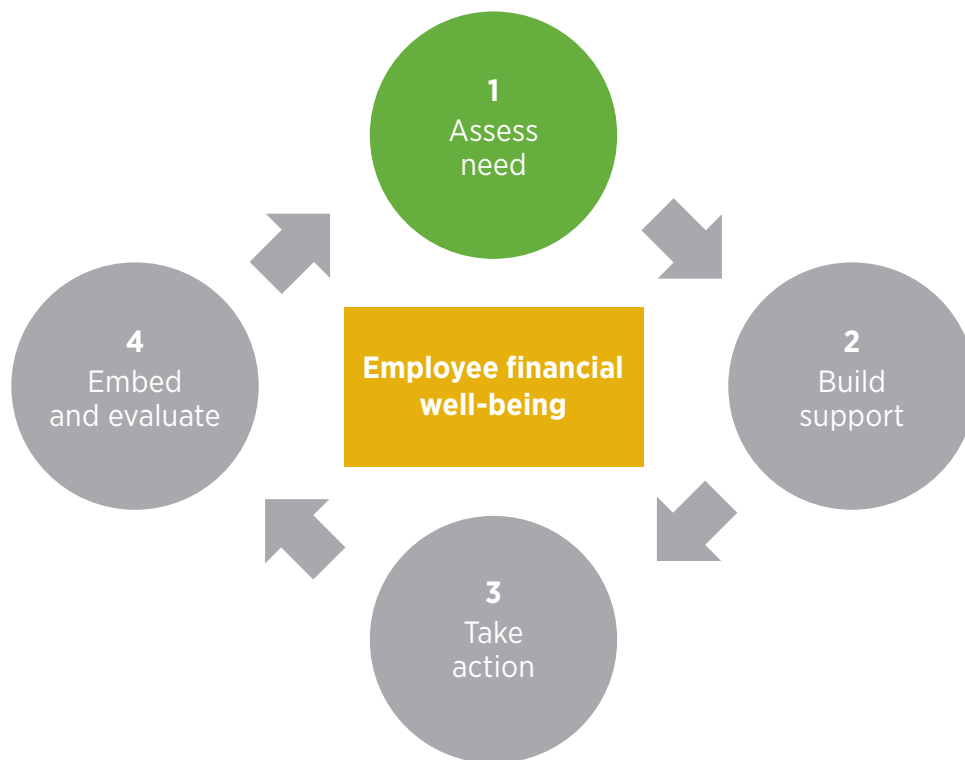 1
Assess
need
4
Embed
and evaluate
Employee financial
well-being
2
Build
support
3
Take
action